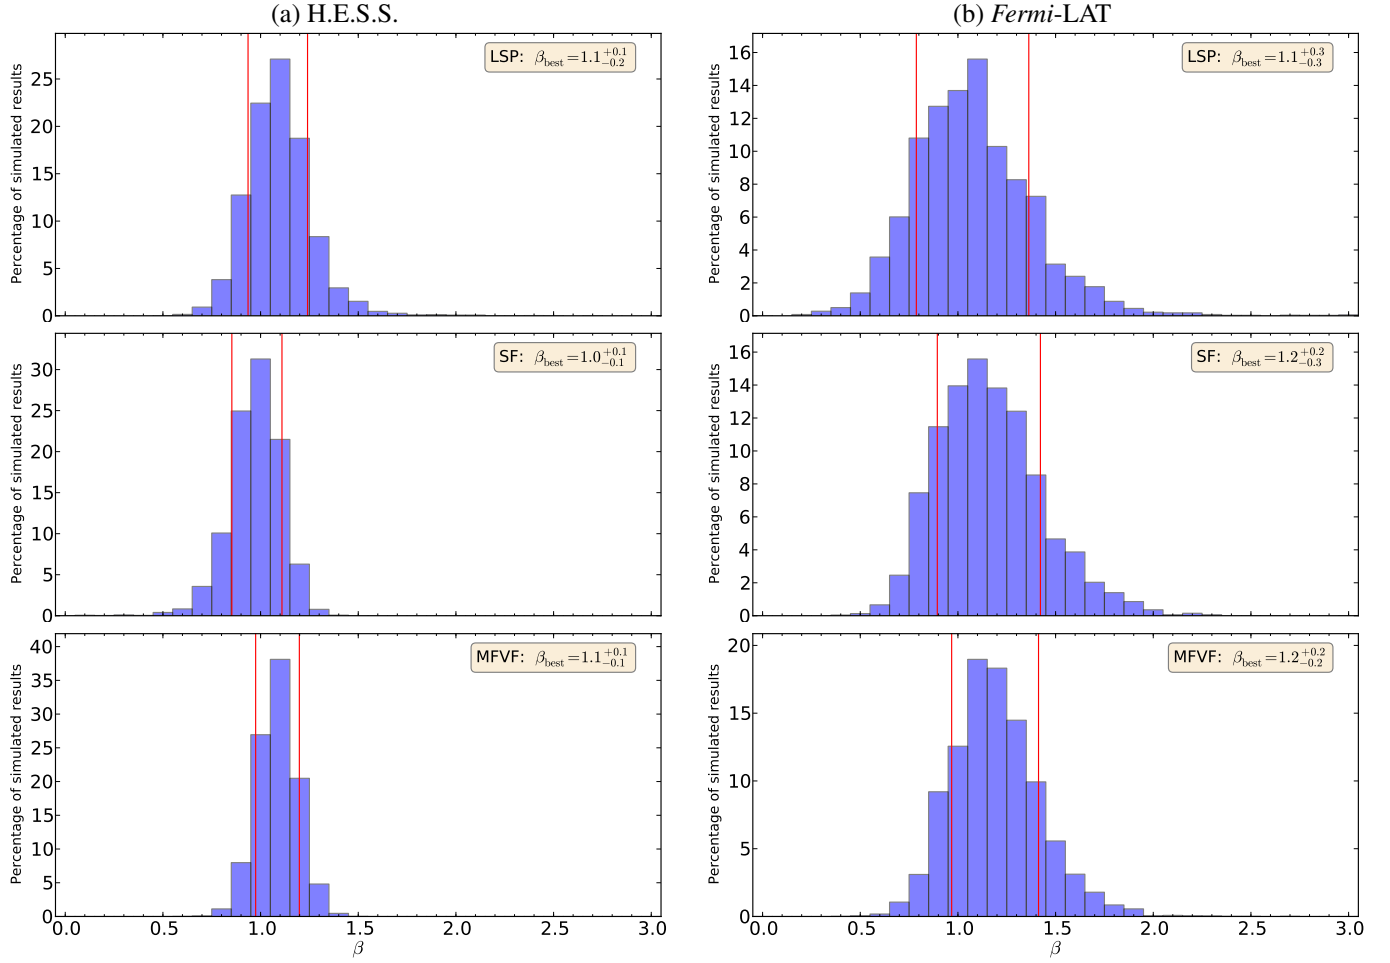 (a) H.E.S.S.
(b) Fermi-LAT
Percentage of simulated results
25
20
15
10
5
0
LSP: β_best=1.1^{+0.1}_{-0.2}
Percentage of simulated results
16
14
12
10
8
6
4
2
0
LSP: β_best=1.1^{+0.3}_{-0.3}
Percentage of simulated results
30
25
20
15
10
5
0
SF: β_best=1.0^{+0.1}_{-0.1}
Percentage of simulated results
16
14
12
10
8
6
4
2
0
SF: β_best=1.2^{+0.2}_{-0.3}
Percentage of simulated results
40
35
30
25
20
15
10
5
0
MFVF: β_best=1.1^{+0.1}_{-0.1}
0.0 0.5 1.0 1.5 2.0 2.5 3.0
β
Percentage of simulated results
20
15
10
5
0
MFVF: β_best=1.2^{+0.2}_{-0.2}
0.0 0.5 1.0 1.5 2.0 2.5 3.0
β